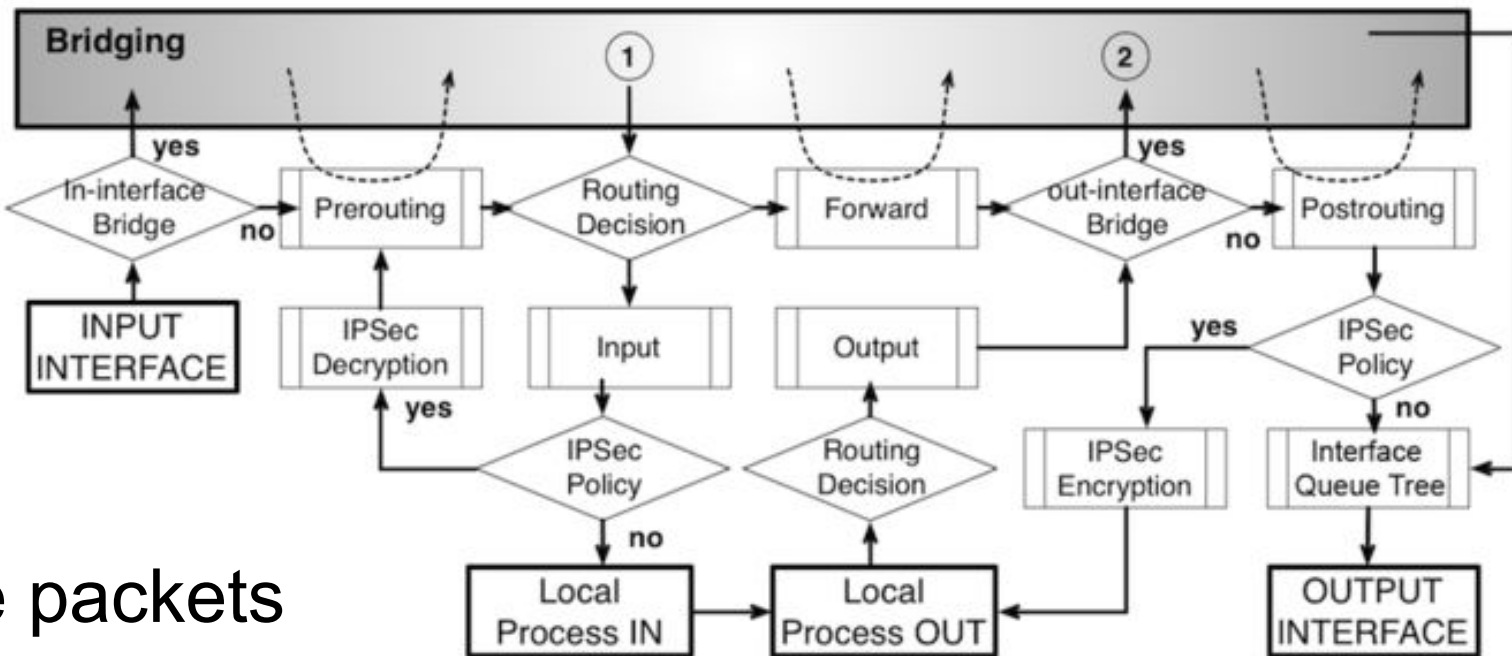 Bridging
1
2
yes
yes
In-interface
Bridge
no
Prerouting
Routing
Decision
Forward
out-interface
Bridge
no
Postrouting
INPUT
INTERFACE
IPSec
Decryption
Input
Output
yes
IPSec
Policy
yes
no
IPSec
Policy
Routing
Decision
IPSec
Encryption
Interface
Queue Tree
no
e packets
Local
Process IN
Local
Process OUT
OUTPUT
INTERFACE